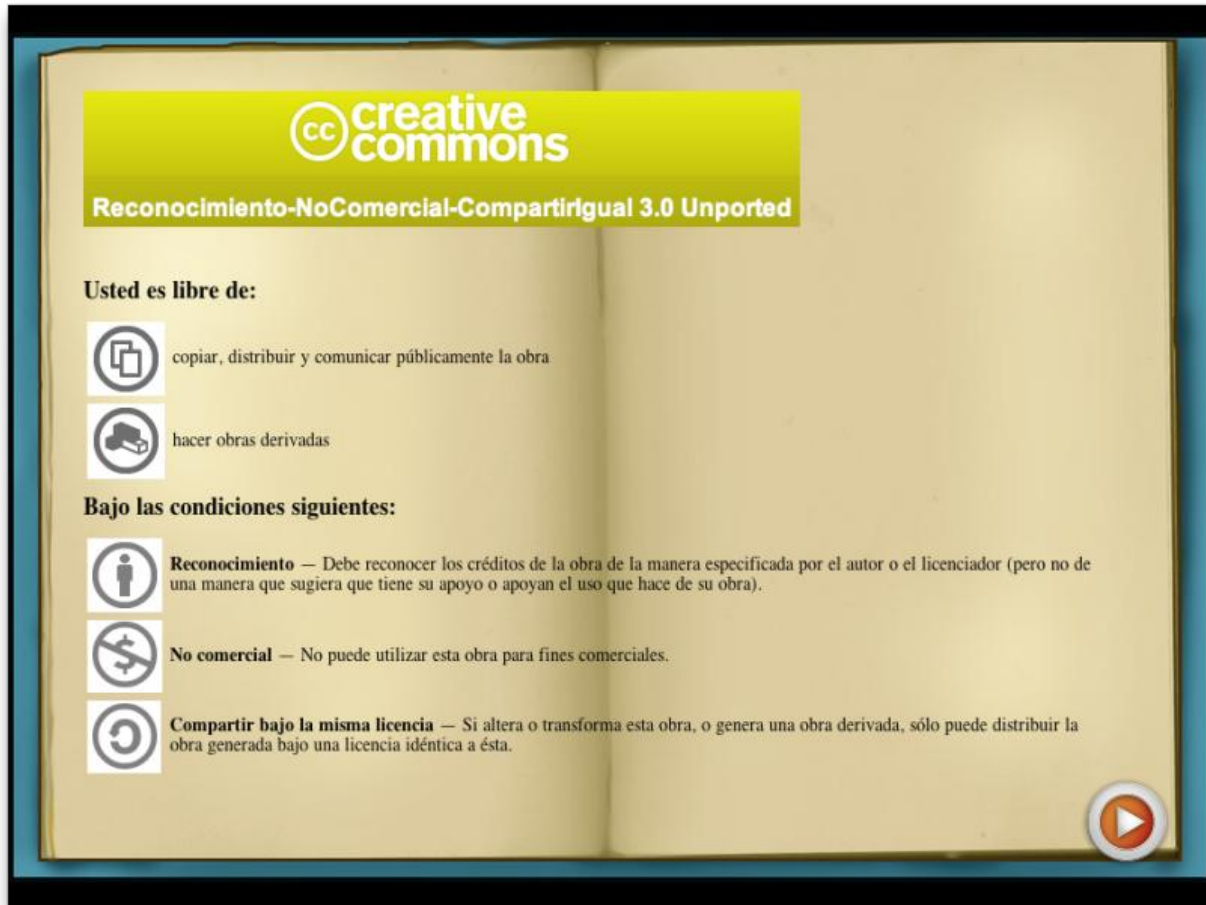 cc creative
commons
Reconocimiento-NoComercial-CompartirIgual 3.0 Unported
Usted es libre de:
copiar, distribuir y comunicar públicamente la obra
hacer obras derivadas
Bajo las condiciones siguientes:
Reconocimiento — Debe reconocer los créditos de la obra de la manera especificada por el autor o el licenciador (pero no de
una manera que sugiera que tiene su apoyo o apoyan el uso que hace de su obra).
$
No comercial — No puede utilizar esta obra para fines comerciales.
Compartir bajo la misma licencia — Si altera o transforma esta obra, o genera una obra derivada, sólo puede distribuir la
obra generada bajo una licencia idéntica a ésta.